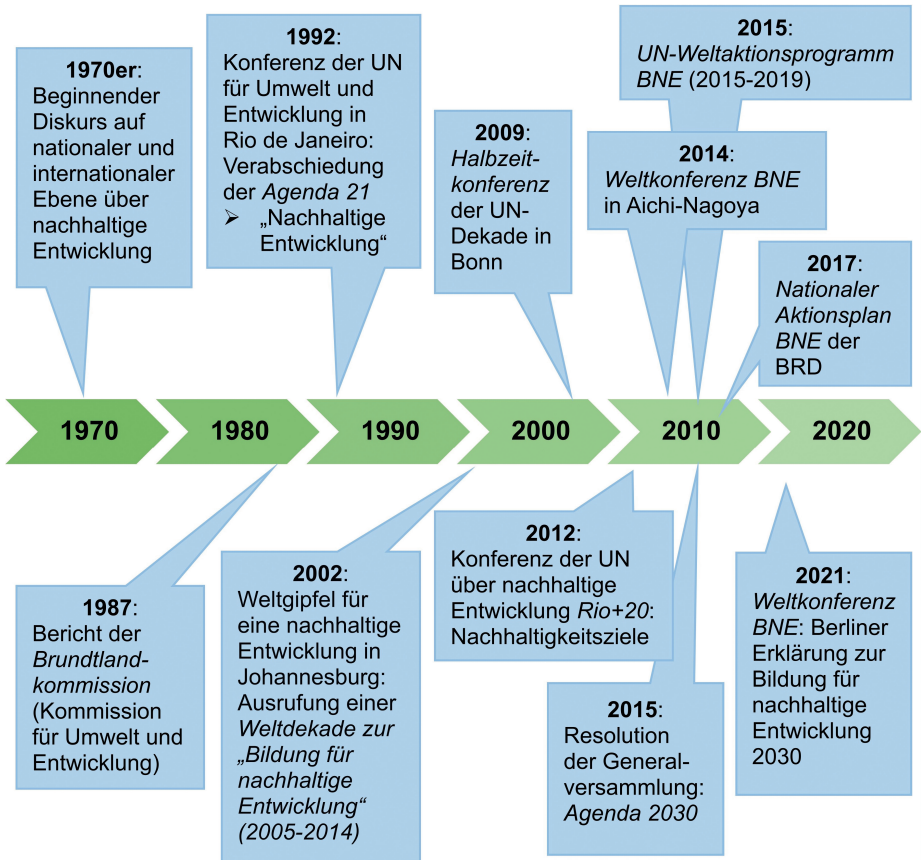 1970er:
Beginnender
Diskurs auf
nationaler und
internationaler
Ebene über
nachhaltige
Entwicklung
1992:
Konferenz der UN
für Umwelt und
Entwicklung in
Rio de Janeiro:
Verabschiedung
der Agenda 21
➢ „Nachhaltige
Entwicklung“
2009:
Halbzeit-
konferenz
der UN-
Dekade in
Bonn
2015:
UN-Weltaktionsprogramm
BNE (2015-2019)
2014:
Weltkonferenz BNE
in Aichi-Nagoya
2017:
Nationaler
Aktionsplan
BNE der
BRD
1970
1980
1990
2000
2010
2020
1987:
Bericht der
Brundtland-
kommission
(Kommission
für Umwelt und
Entwicklung)
2002:
Weltgipfel für
eine nachhaltige
Entwicklung in
Johannesburg:
Ausrufung einer
Weltdekade zur
„Bildung für
nachhaltige
Entwicklung“
(2005-2014)
2012:
Konferenz der UN
über nachhaltige
Entwicklung Rio+20:
Nachhaltigkeitsziele
2015:
Resolution
der General-
versammlung:
Agenda 2030
2021:
Weltkonferenz
BNE: Berliner
Erklärung zur
Bildung für
nachhaltige
Entwicklung
2030